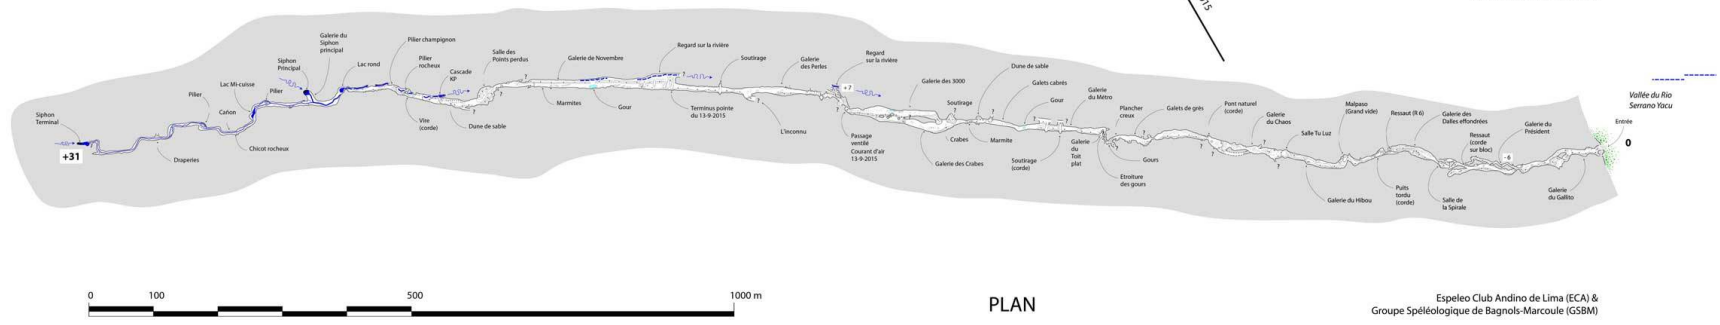 015
Siphon
Terminal
+31
Pilier
Lac Mi-cuisse
Cañon
Draperies
Chicot rocheux
Siphon
Principal
Pilier
Galerie du
Siphon
principal
Lac rond
Pilier champignon
Pilier
rocheux
Cascade
KP
Vite
(corde)
Salle des
Points perdus
?
?
?
Dune de sable
Galerie de Novembre
Marmites
Gour
Regard sur la rivière
?
Terminus pointe
du 13-9-2015
Soutirage
?
L'inconnu
Galerie
des Perles
Regard
sur la rivière
+7
?
?
Passage
ventilé
Courant d'air
13-9-2015
Galerie des 3000
Galerie des Crabes
Soutirage
?
Crabes
Dune de sable
?
Marmite
Galets cabrés
Gour
Soutirage
(corde)
?
Galerie
du Métro
Galerie
du
Toit
plat
?
Plancher
creux
Etroiture
des gours
Gours
Galets de grès
Pont naturel
(corde)
?
?
Galerie
du Chaos
?
?
Salle Tu Luz
Galerie du Hibou
Malpaso
(Grand vide)
Ressaut (R 6)
Puits
tordu
(corde)
Galerie des
Dalles effondrées
Salle de
la Spirale
Ressaut
(corde
sur bloc)
-6
Galerie du
Président
Galerie
du Gallito
Entrée
0
Vallée du Rio
Serrano Yacu
0
100
500
1000 m
PLAN
Espeleo Club Andino de Lima (ECA) &
Groupe Spéléologique de Bagnols-Marcoule (GSBM)